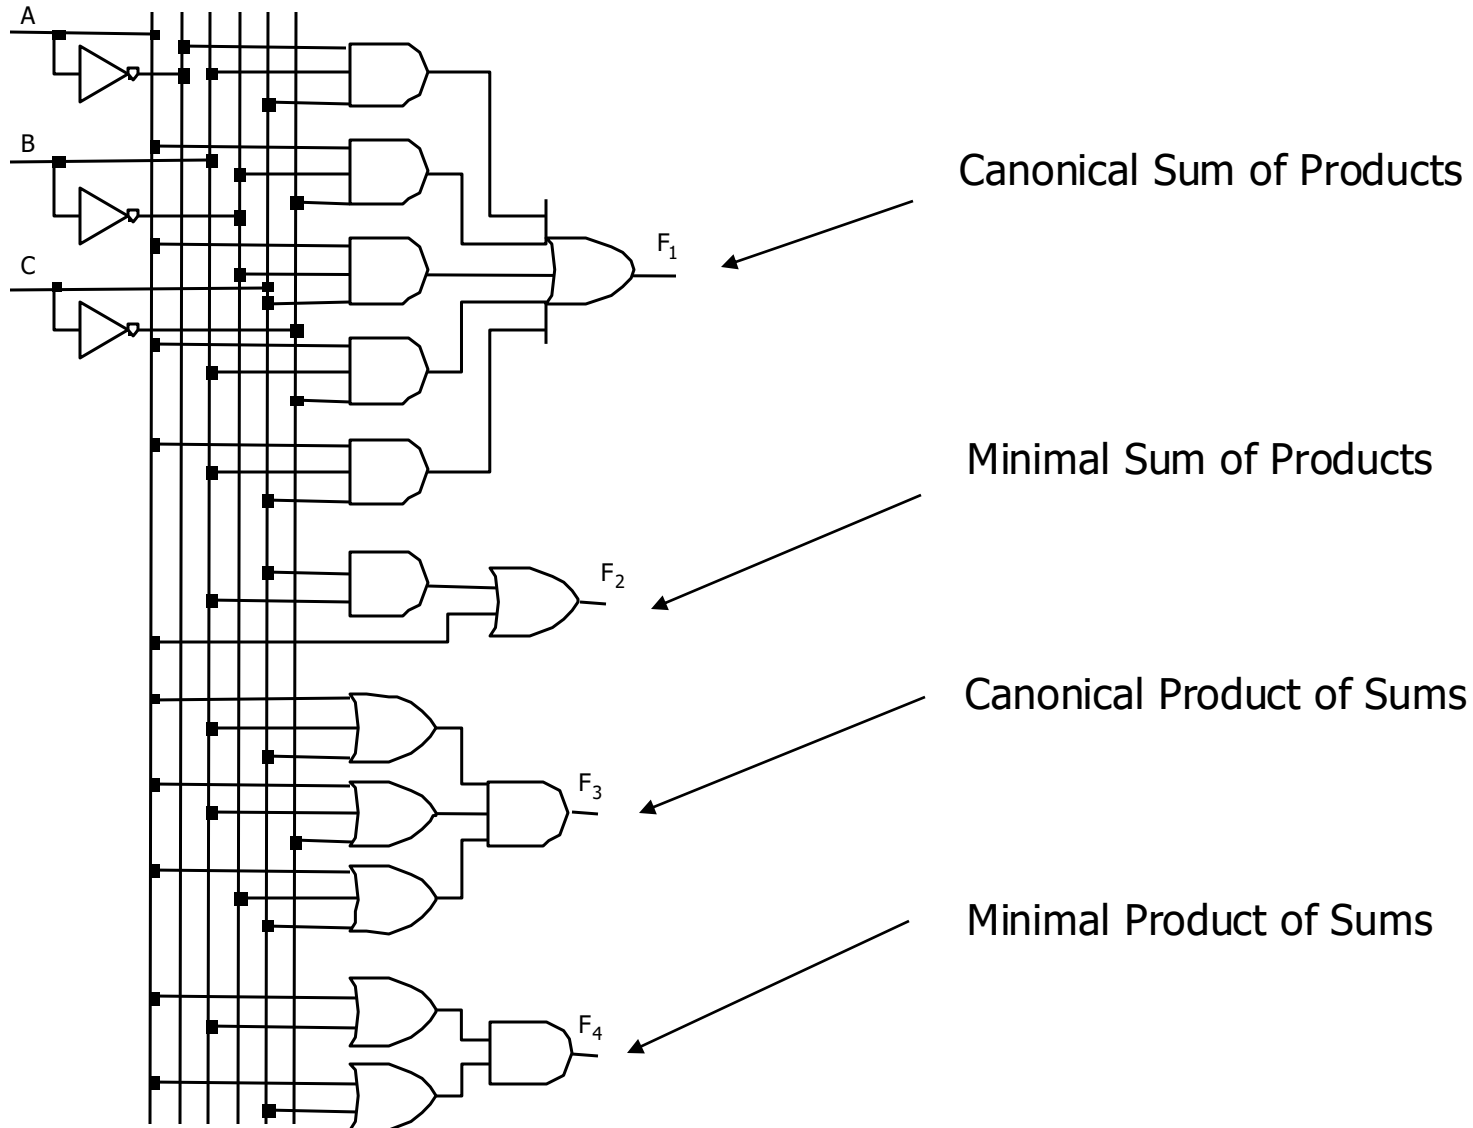 A
B
C
Canonical Sum of Products
F1
Minimal Sum of Products
F2
Canonical Product of Sums
F3
Minimal Product of Sums
F4